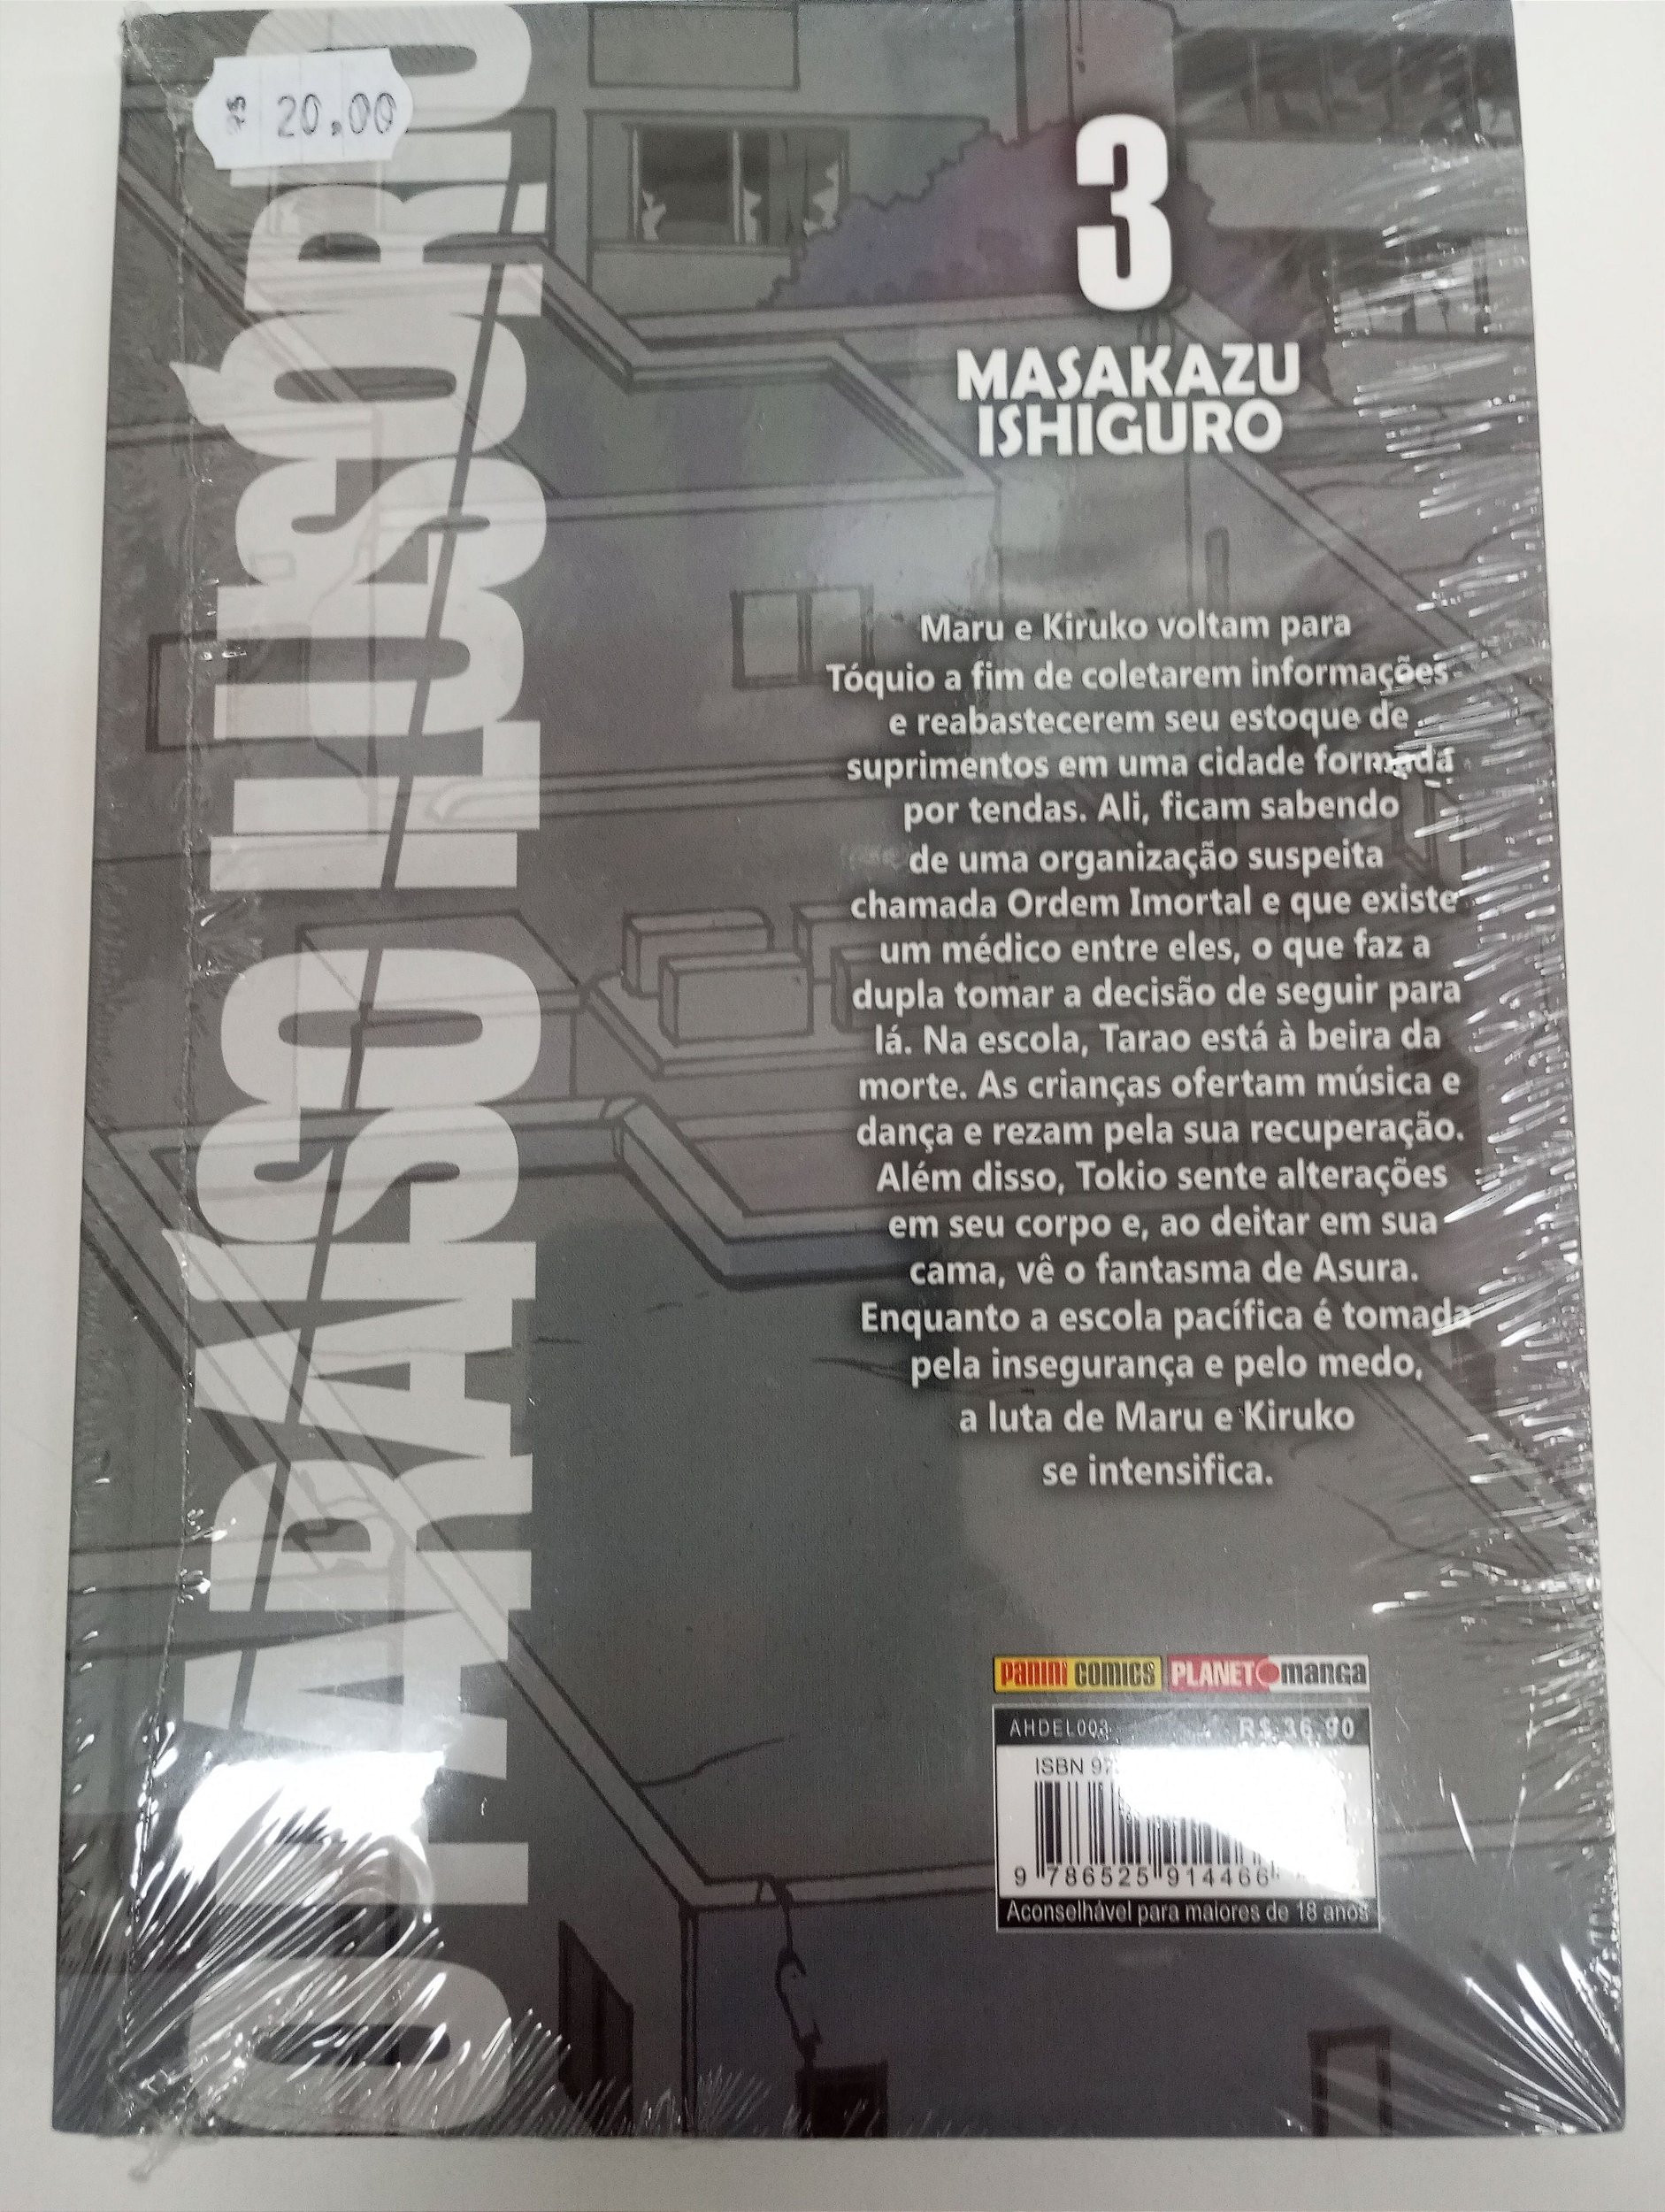 R$ 20,00
O PARAÍSO ILUSÓRIO
3
MASAKAZU
ISHIGURO
Maru e Kiruko voltam para
Tóquio a fim de coletarem informações
e reabastecerem seu estoque de
suprimentos em uma cidade formada
por tendas. Ali, ficam sabendo
de uma organização suspeita
chamada Ordem Imortal e que existe
um médico entre eles, o que faz a
dupla tomar a decisão de seguir para
lá. Na escola, Tarao está à beira da
morte. As crianças ofertam música e
dança e rezam pela sua recuperação.
Além disso, Tokio sente alterações
em seu corpo e, ao deitar em sua
cama, vê o fantasma de Asura.
Enquanto a escola pacífica é tomada
pela insegurança e pelo medo,
a luta de Maru e Kiruko
se intensifica.
PANINI COMICS PLANET MANGA
AHDEL003 R$ 36,90
ISBN 97
9 786525 914466
Aconselhável para maiores de 18 anos